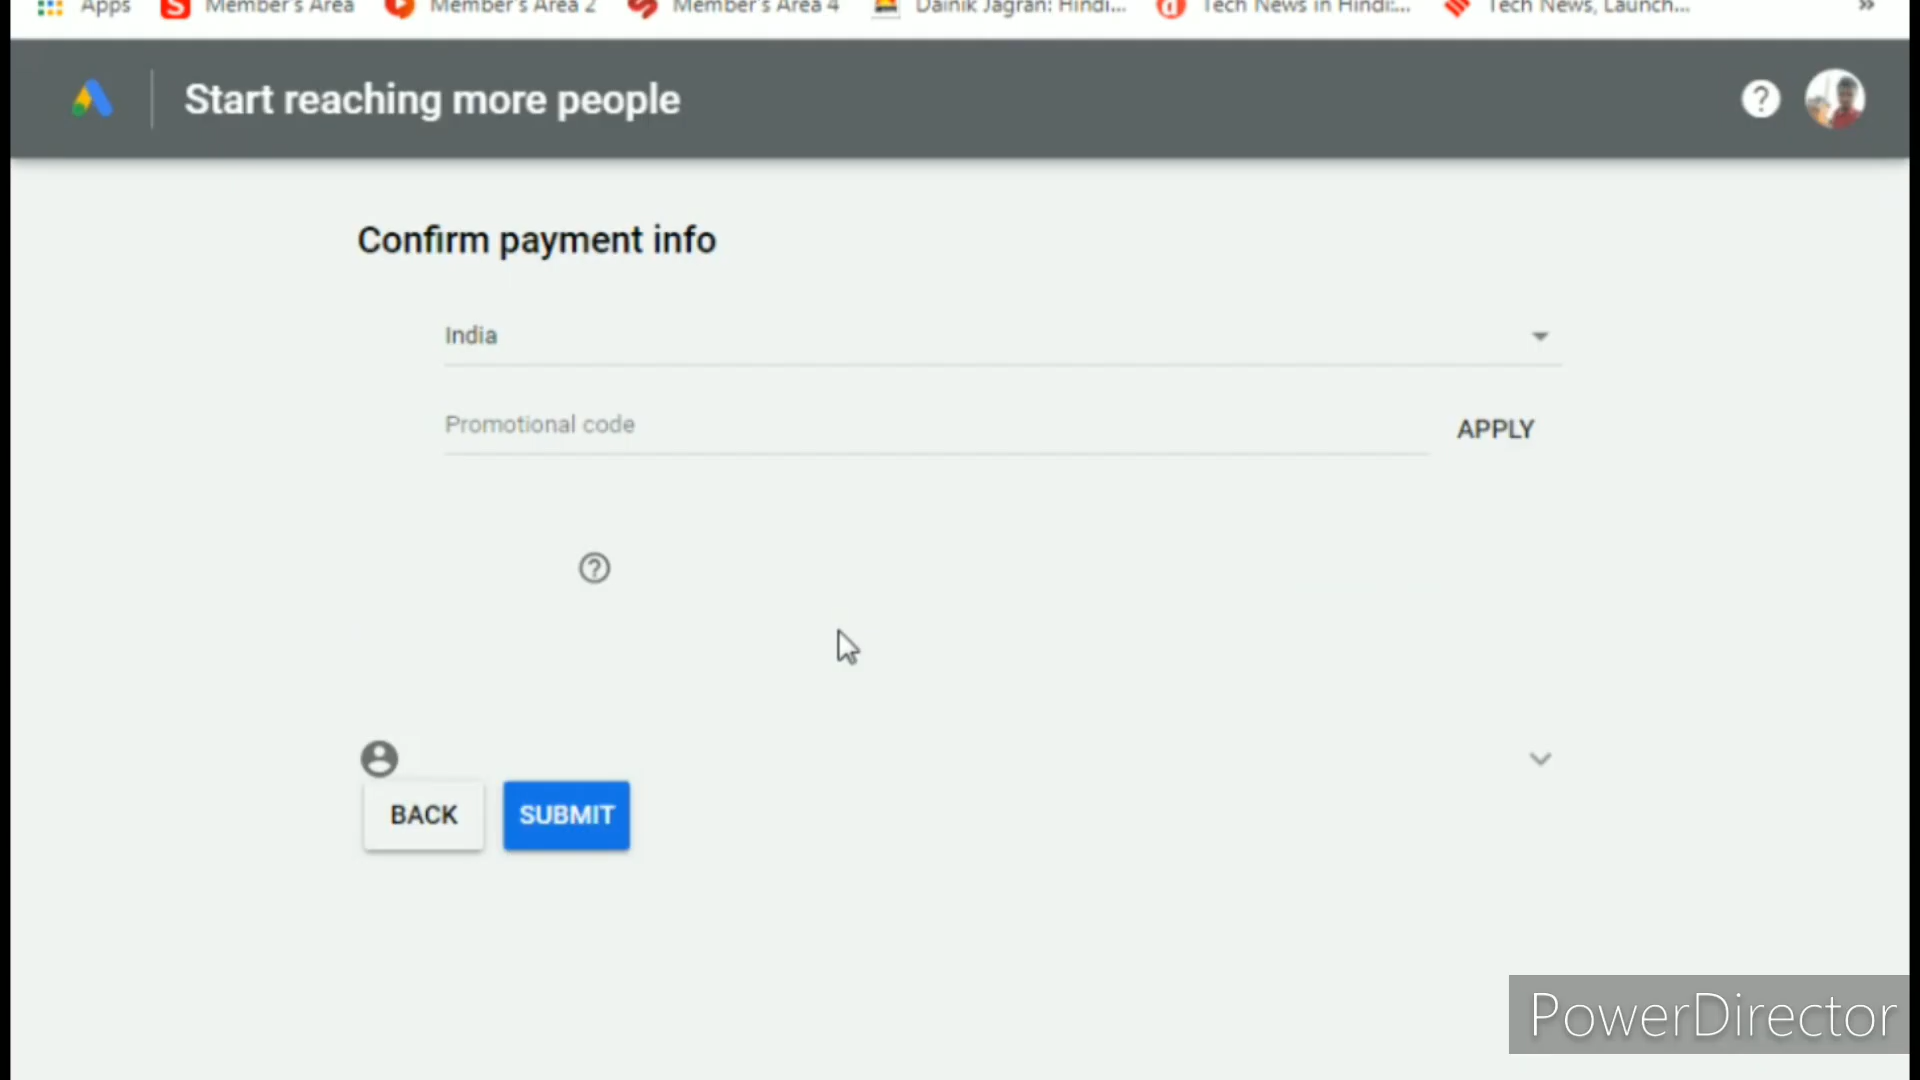 Apps Member's Area Member's Area 2 Member's Area 4 Dainik Jagran: Hindi... Tech News in Hindi:... Tech News, Launch... »
Start reaching more people
Confirm payment info
India
Promotional code
APPLY
BACK
SUBMIT
PowerDirector